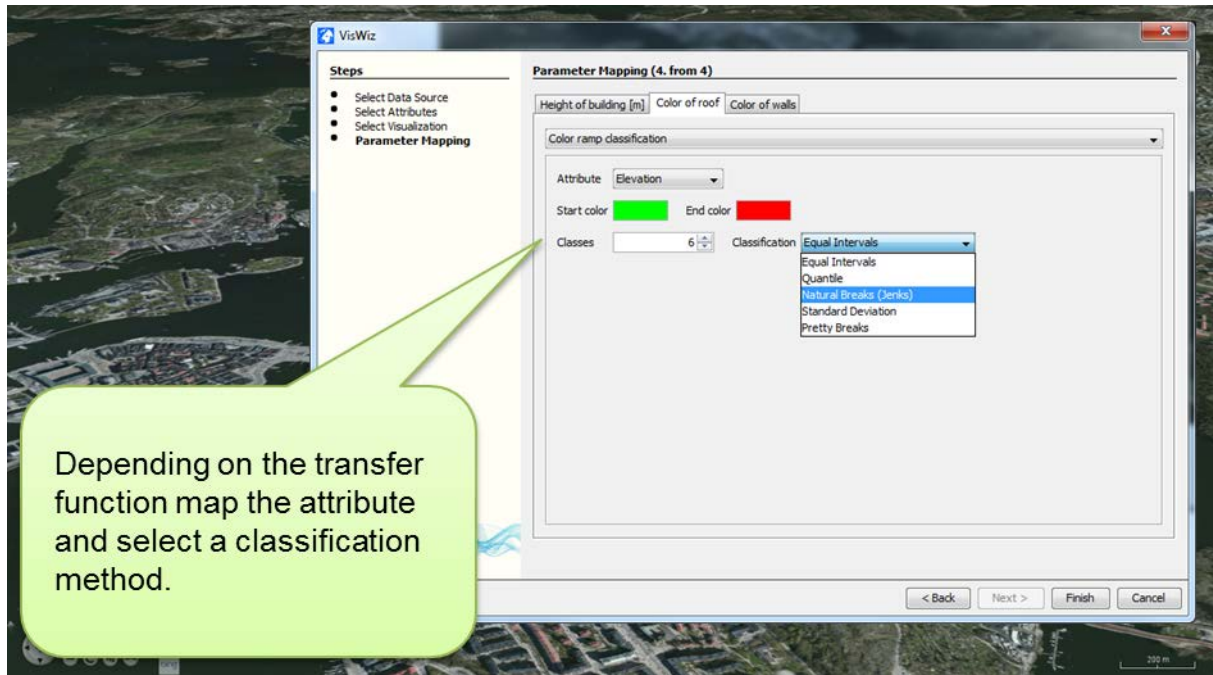 VisWiz
Steps
Select Data Source
Select Attributes
Select Visualization
Parameter Mapping
Parameter Mapping (4. from 4)
Height of building [m] Color of roof Color of walls
Color ramp classification
Attribute Elevation
Start color End color
Classes 6 Classification Equal Intervals
Equal Intervals
Quantile
Natural Breaks (Jenks)
Standard Deviation
Pretty Breaks
Depending on the transfer
function map the attribute
and select a classification
method.
< Back Next > Finish Cancel
200 m